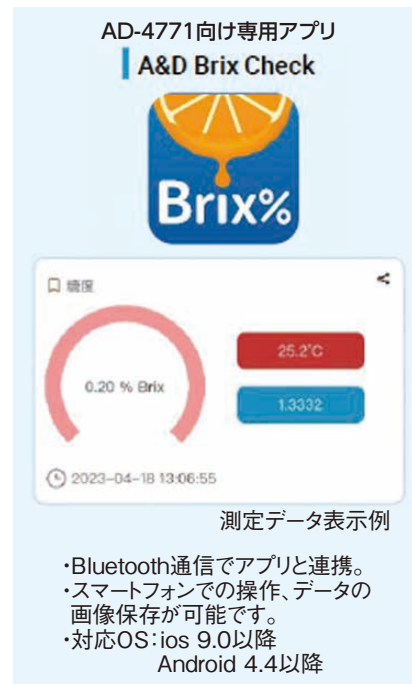 AD-4771向け専用アプリ
A&D Brix Check
Brix%
糖度
0.20 % Brix
25.2°C
1.3332
2023-04-18 13:06:55
測定データ表示例
・Bluetooth通信でアプリと連携。
・スマートフォンでの操作、データの
画像保存が可能です。
・対応OS：ios 9.0以降
Android 4.4以降